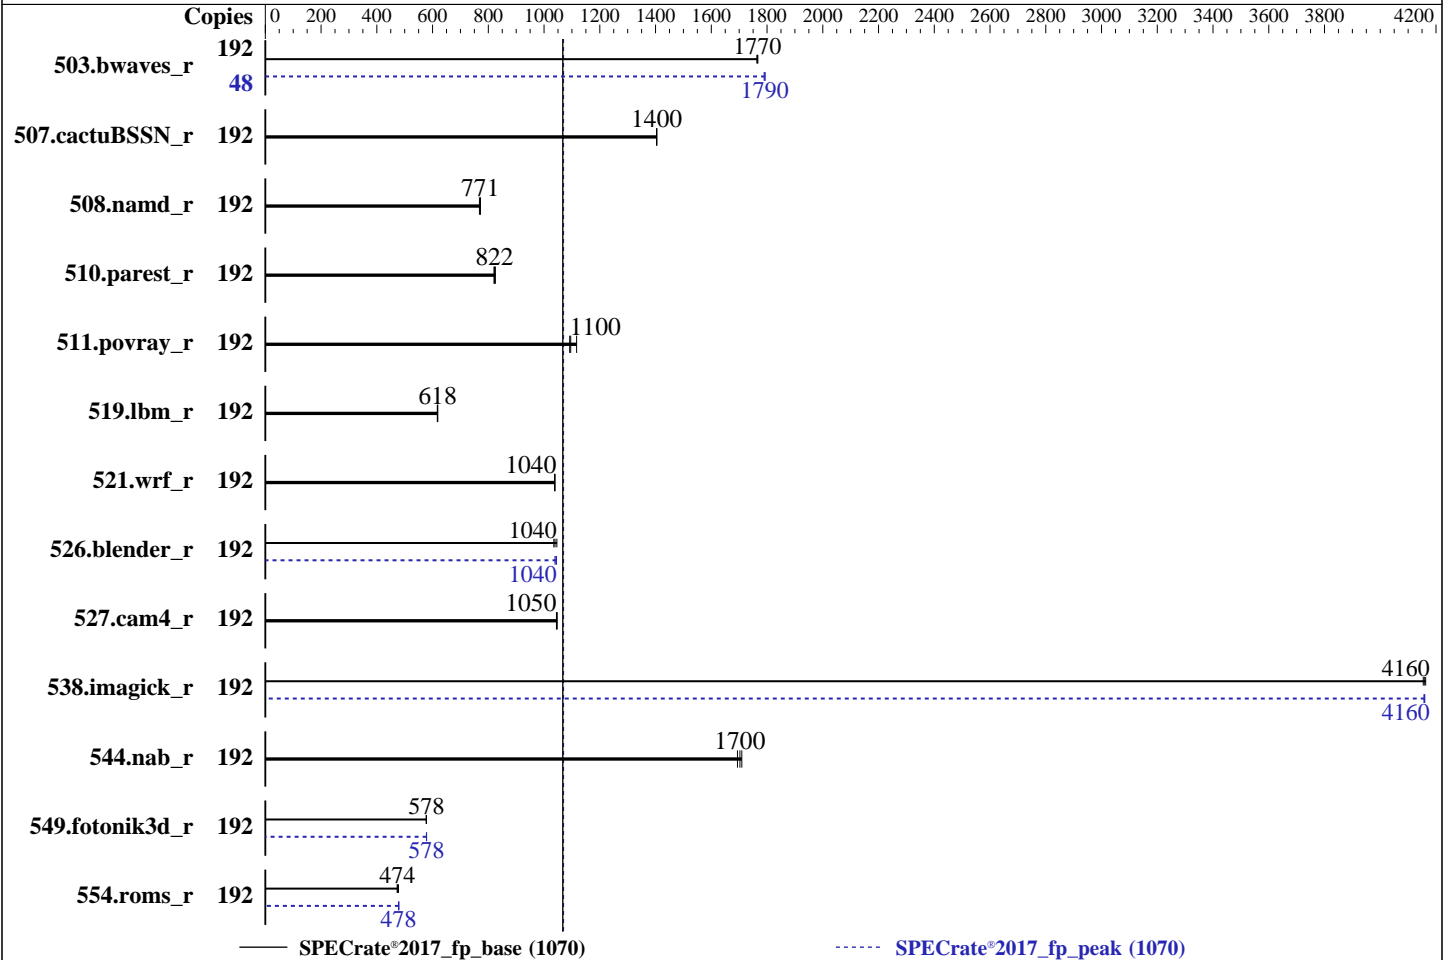 Copies 0 200 400 600 800 1000 1200 1400 1600 1800 2000 2200 2400 2600 2800 3000 3200 3400 3600 3800 4200
503.bwaves_r 192 1770
48 1790
507.cactuBSSN_r 192 1400
508.namd_r 192 771
510.parest_r 192 822
511.povray_r 192 1100
519.lbm_r 192 618
521.wrf_r 192 1040
526.blender_r 192 1040
1040
527.cam4_r 192 1050
538.imagick_r 192 4160
4160
544.nab_r 192 1700
549.fotonik3d_r 192 578
578
554.roms_r 192 474
478
SPECrate®2017_fp_base (1070) SPECrate®2017_fp_peak (1070)